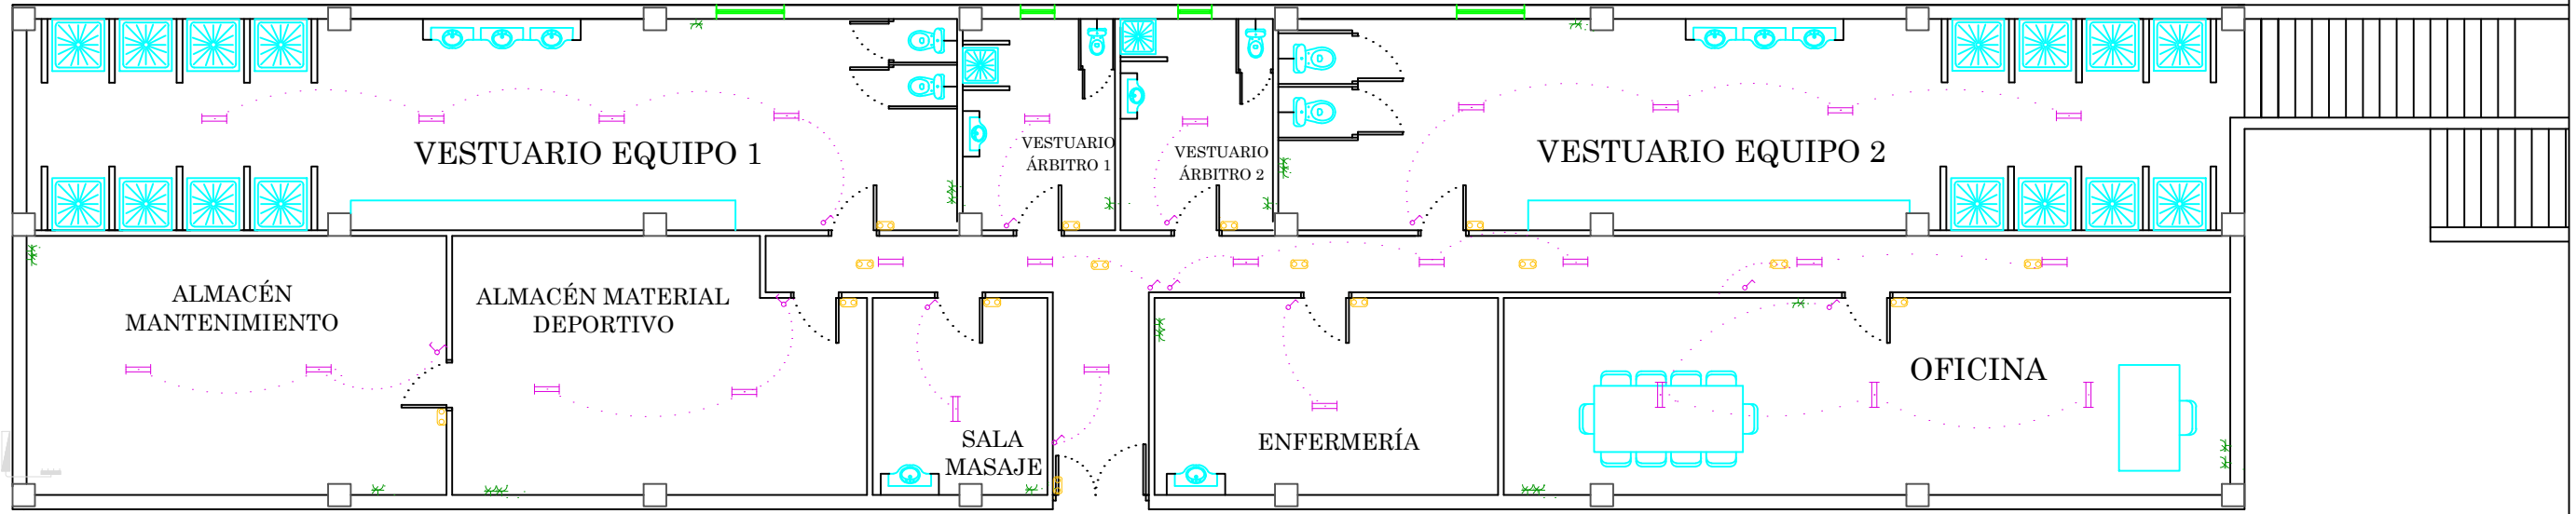 VESTUARIO EQUIPO 1
VESTUARIO
ÁRBITRO 1
VESTUARIO
ÁRBITRO 2
VESTUARIO EQUIPO 2
ALMACÉN
MANTENIMIENTO
ALMACÉN MATERIAL
DEPORTIVO
SALA
MASAJE
ENFERMERÍA
OFICINA